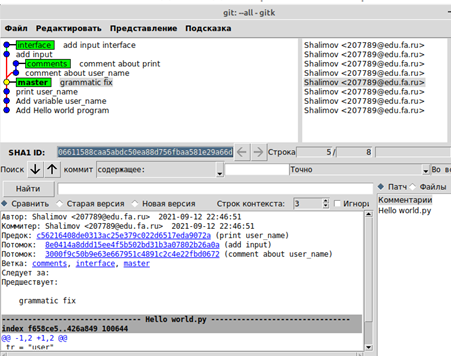 git: --all - gitk
Файл Редактировать Представление Подсказка
interface add input interface Shalimov <207789@edu.fa.ru>
add input Shalimov <207789@edu.fa.ru>
comments comment about print Shalimov <207789@edu.fa.ru>
comment about user_name Shalimov <207789@edu.fa.ru>
master grammatic fix Shalimov <207789@edu.fa.ru>
print user_name Shalimov <207789@edu.fa.ru>
Add variable user_name Shalimov <207789@edu.fa.ru>
Add Hello world program Shalimov <207789@edu.fa.ru>
SHA1 ID: 06611588caa5abdc50ea88d756fbaa581e29a66d Строка 5 / 8
Поиск коммит содержащее: Точно Во вс
Найти Патч Файлы
Сравнить Старая версия Новая версия Строк контекста: 3 Игнори
Комментарии
Hello world.py
Автор: Shalimov <207789@edu.fa.ru> 2021-09-12 22:46:51
Коммитер: Shalimov <207789@edu.fa.ru> 2021-09-12 22:46:51
Предок: c56216408de0313ac25e379c022d6517eda9072a (print user_name)
Потомок: 8e0414a8ddd15ee4f5b502bd31b3a07802b26a0a (add input)
Потомок: 3000f9c50b9e63e667951c4891c2c4e22fbd0672 (comment about user_name)
Ветка: comments, interface, master
Следует за:
Предшествует:
grammatic fix
Hello world.py
index f658ce5..426a849 100644
@@ -1,2 +1,2 @@
tr = "user"